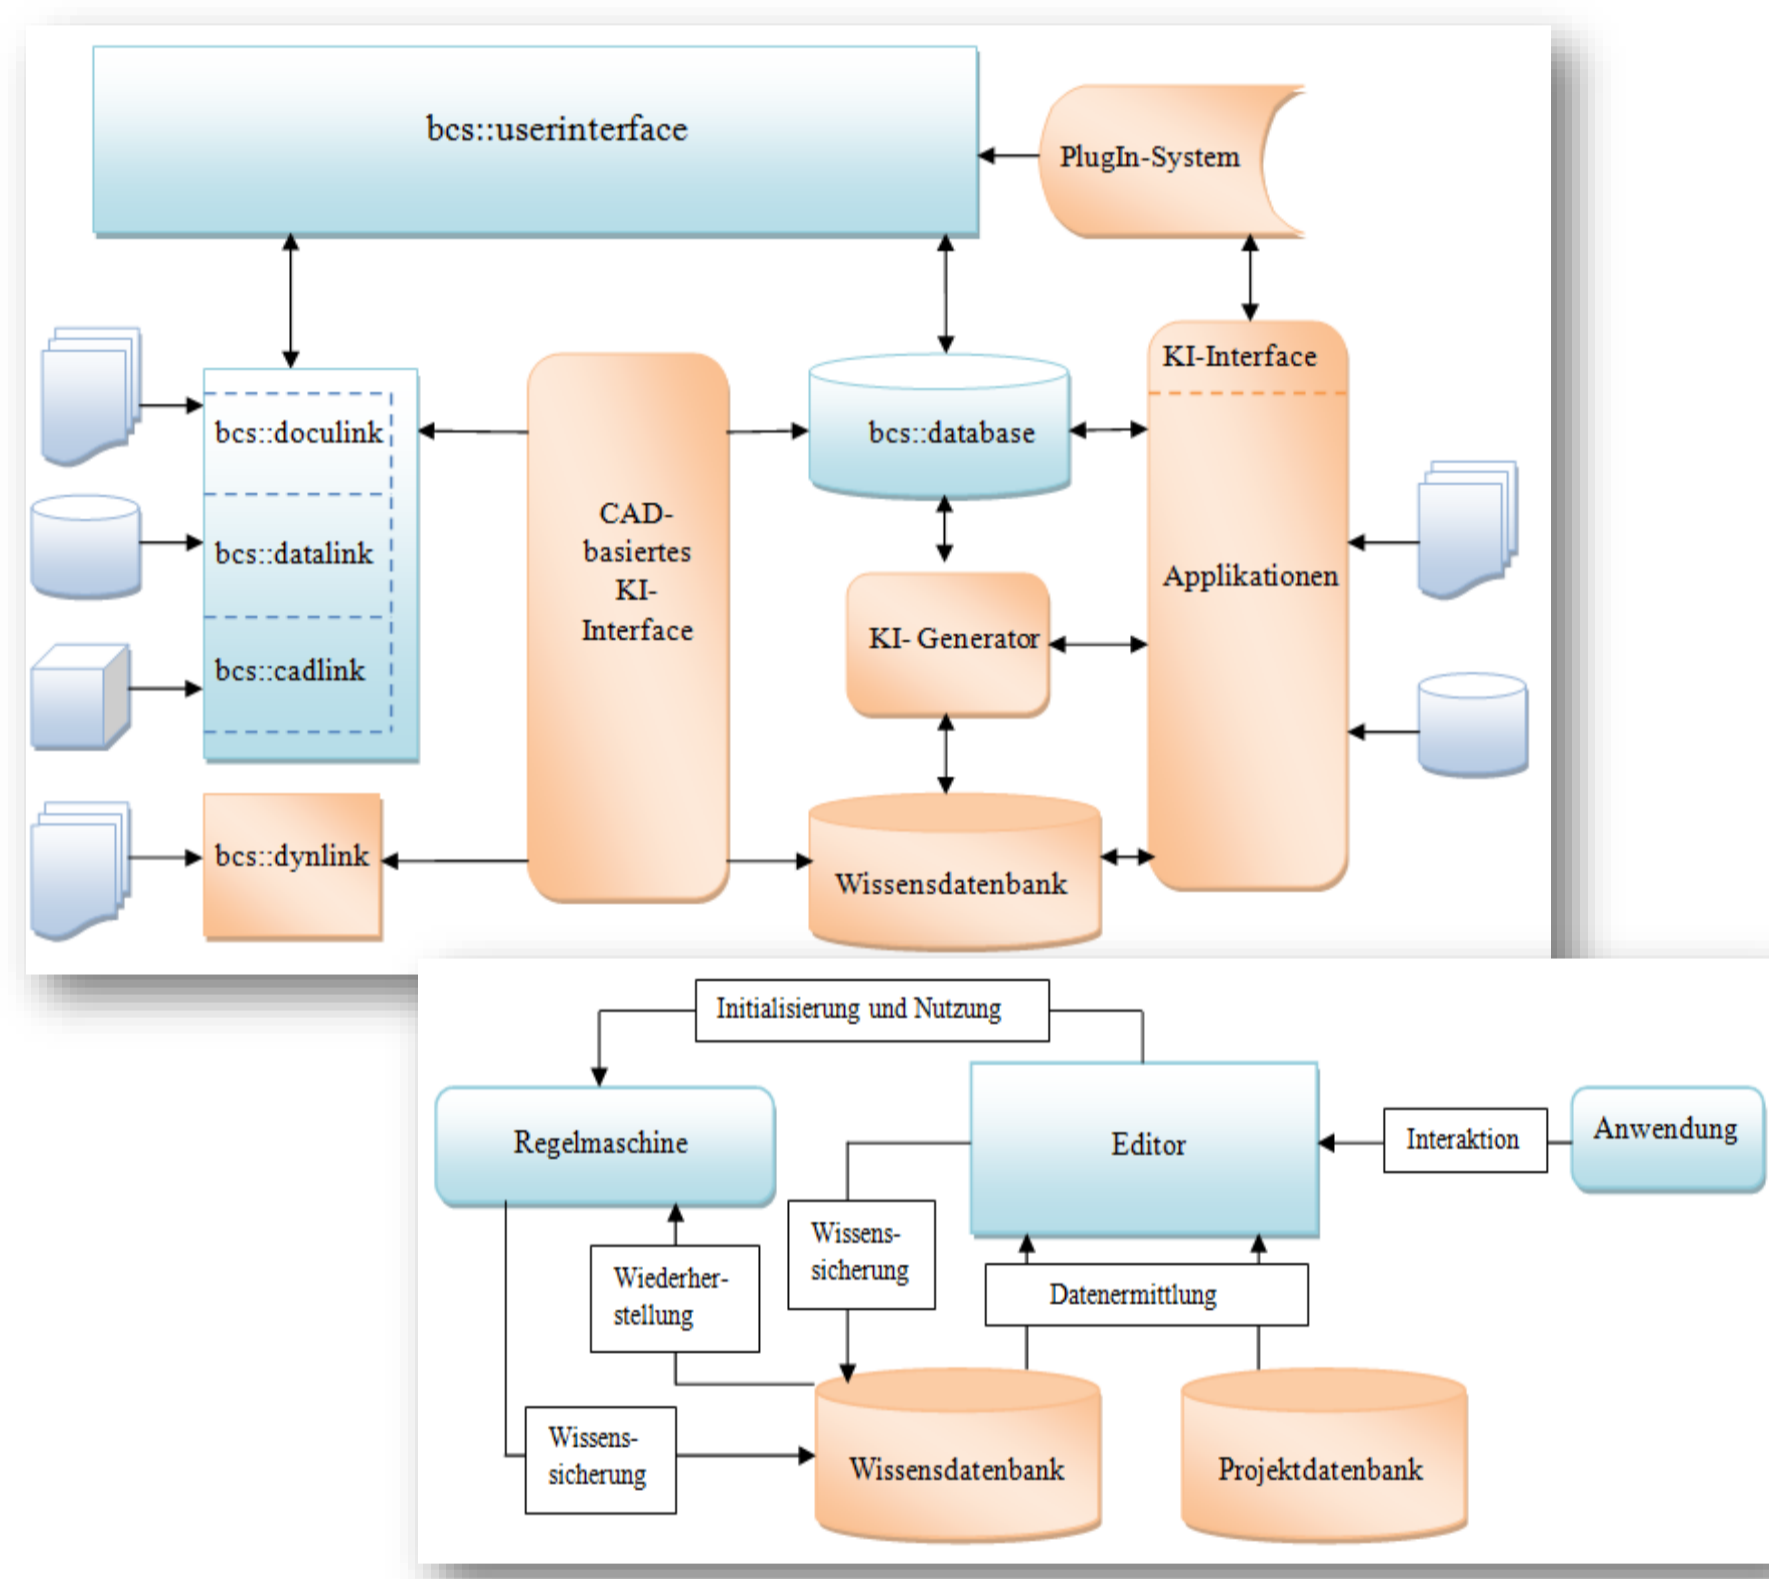 bcs::userinterface
PlugIn-System
KI-Interface
bcs::doculink
bcs::database
CAD-
basiertes
KI-
Interface
bcs::datalink
Applikationen
KI- Generator
bcs::cadlink
bcs::dynlink
Wissensdatenbank
Initialisierung und Nutzung
Regelmaschine
Editor
Interaktion
Anwendung
Wissens-
sicherung
Wiederher-
stellung
Datenermittlung
Wissens-
sicherung
Wissensdatenbank
Projektdatenbank